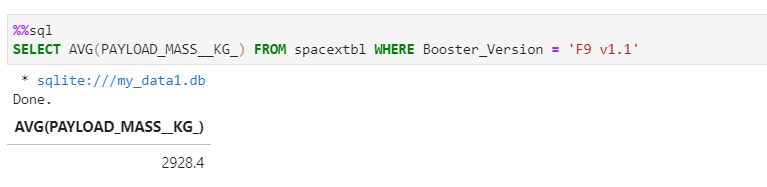 %%sql
SELECT AVG(PAYLOAD_MASS__KG_) FROM spacextbl WHERE Booster_Version = 'F9 v1.1'
* sqlite:///my_data1.db
Done.
AVG(PAYLOAD_MASS__KG_)
2928.4